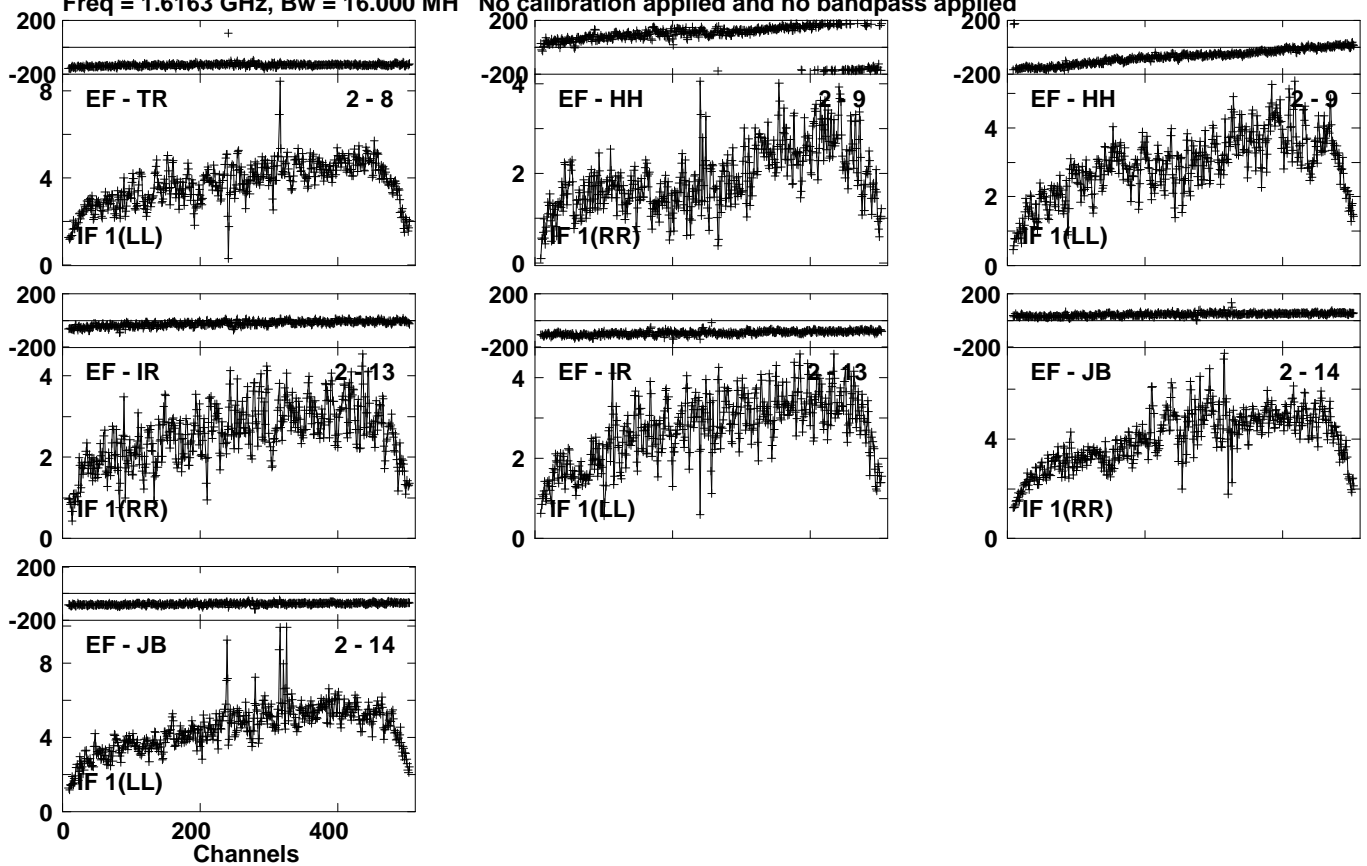 Freq = 1.6163 GHz, Bw = 16.000 MH No calibration applied and no bandpass applied
200
-200
EF - TR 2 - 8
8
4
0
IF 1(LL)
200
-200
EF - HH 2 - 9
4
2
0
IF 1(RR)
200
-200
EF - HH 2 - 9
4
2
0
IF 1(LL)
200
-200
EF - IR 2 - 13
4
2
0
IF 1(RR)
200
-200
EF - IR 2 - 13
4
2
0
IF 1(LL)
200
-200
EF - JB 2 - 14
4
0
IF 1(RR)
200
-200
EF - JB 2 - 14
8
4
0
IF 1(LL)
0 200 400
Channels